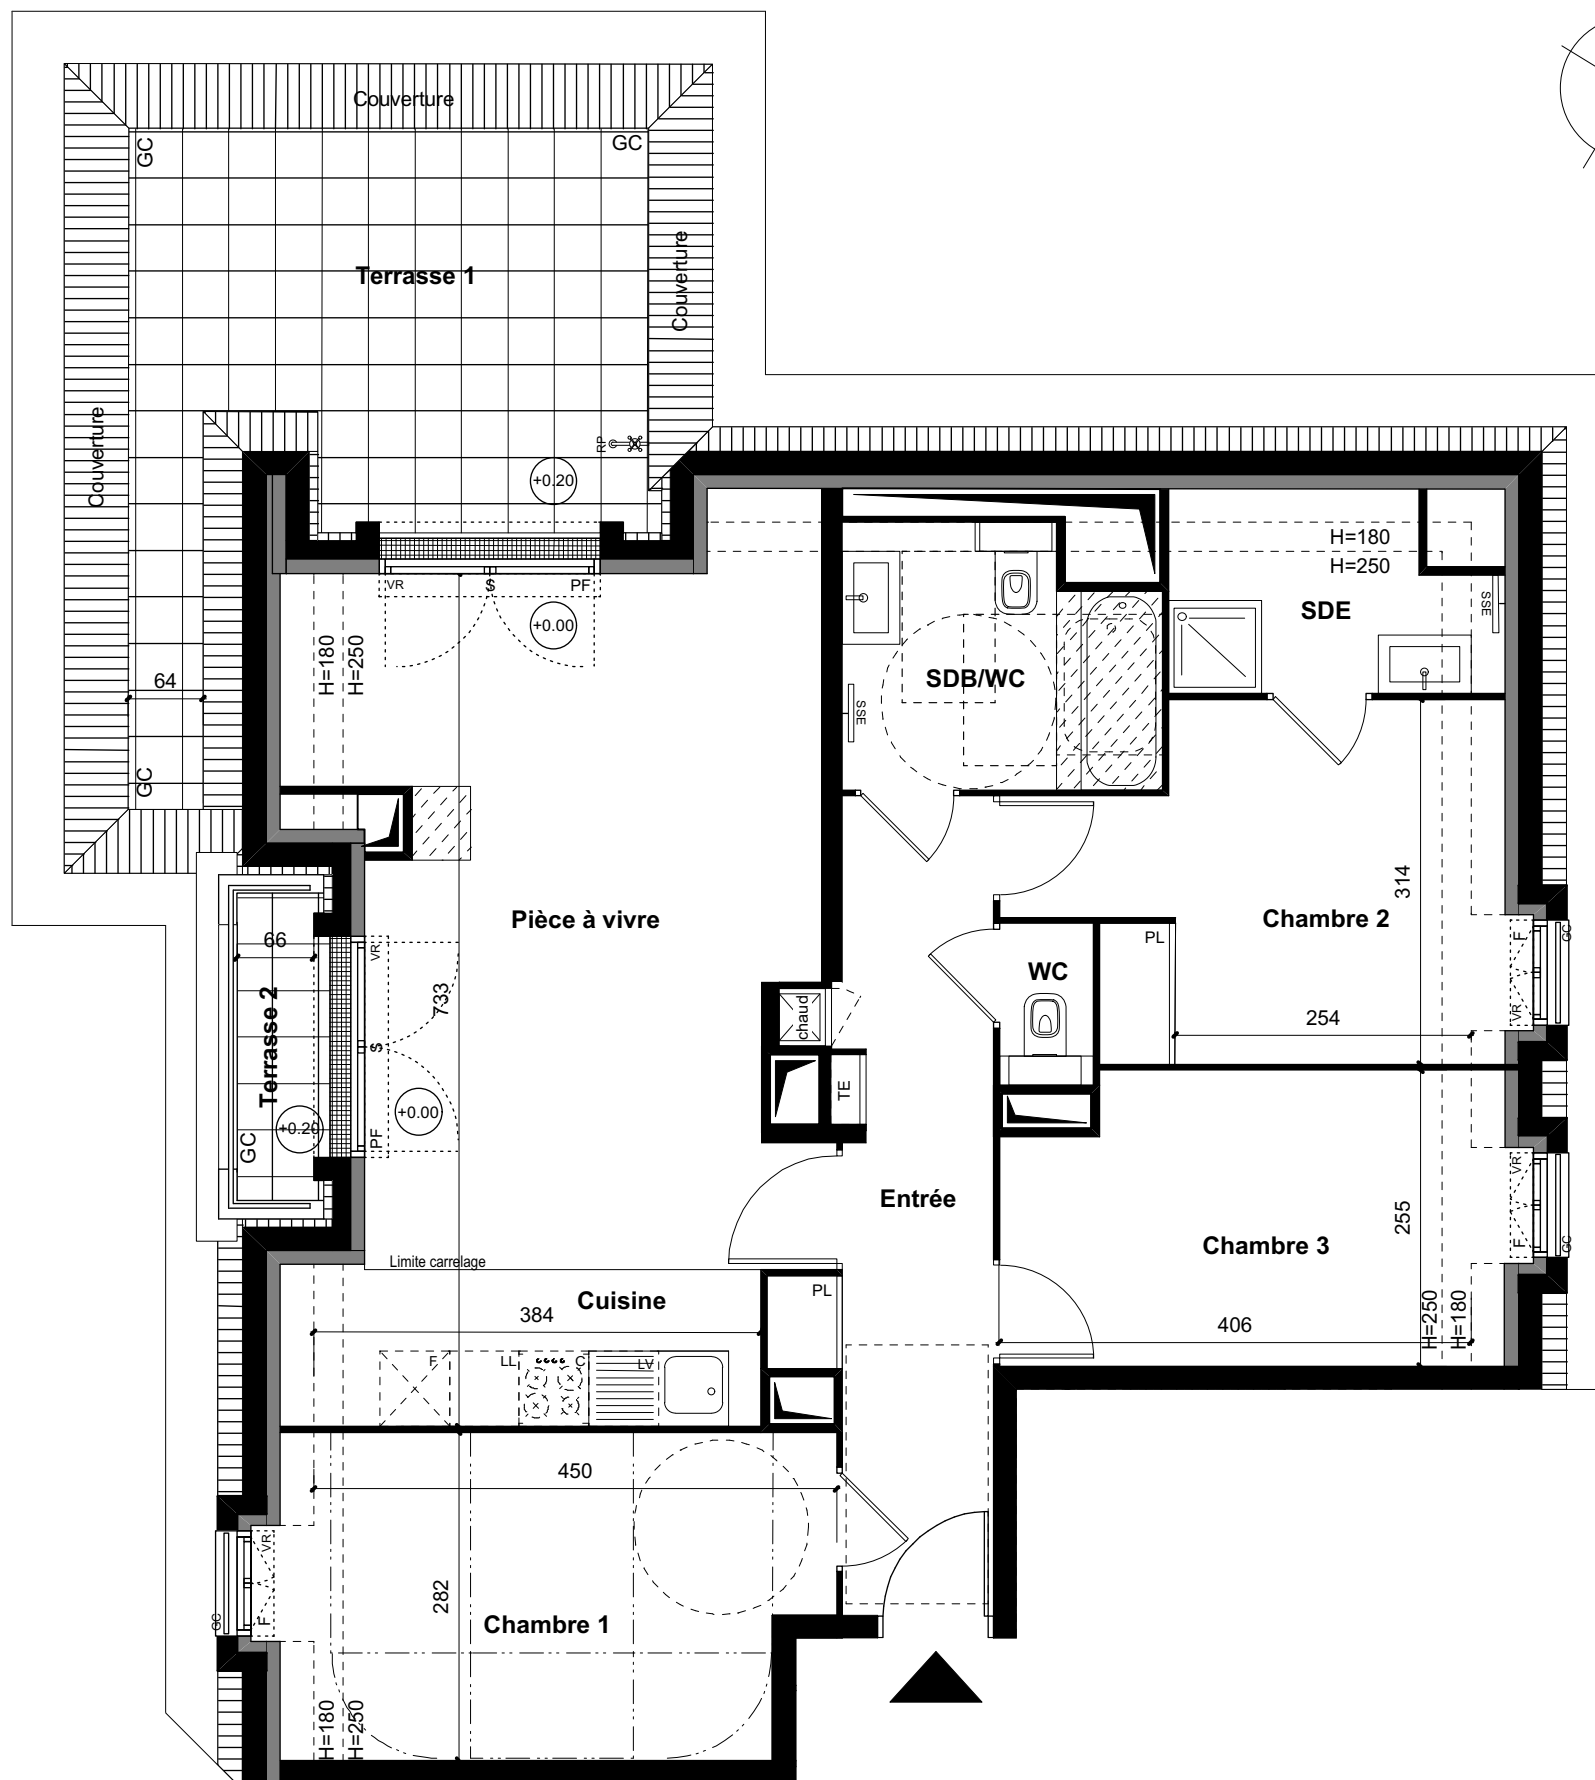 Couverture
GC
GC
Couverture
Terrasse 1
Couverture
RP
+0.20
VR
S
PF
+0.00
H=180
H=250
H=180
H=250
SDE
SSE
64
SDB/WC
SSE
GC
314
Pièce à vivre
Chambre 2
F
GC
66
VR
PL
WC
733
chaud
254
VR
Terrasse 2
S
TE
+0.00
+0.20
PF
GC
VR
Entrée
255
Chambre 3
F
GC
Limite carrelage
Cuisine
PL
384
406
H=250
H=180
F
LL
C
LV
450
VR
282
GC
F
Chambre 1
H=180
H=250